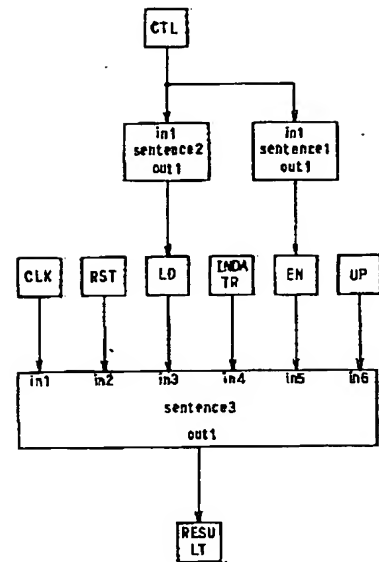 CTL
in1 in1
sentence2 sentence1
out1 out1
CLK RST LD INDA EN UP
TR
in1 in2 in3 in4 in5 in6
sentence3
out1
RESU
LT